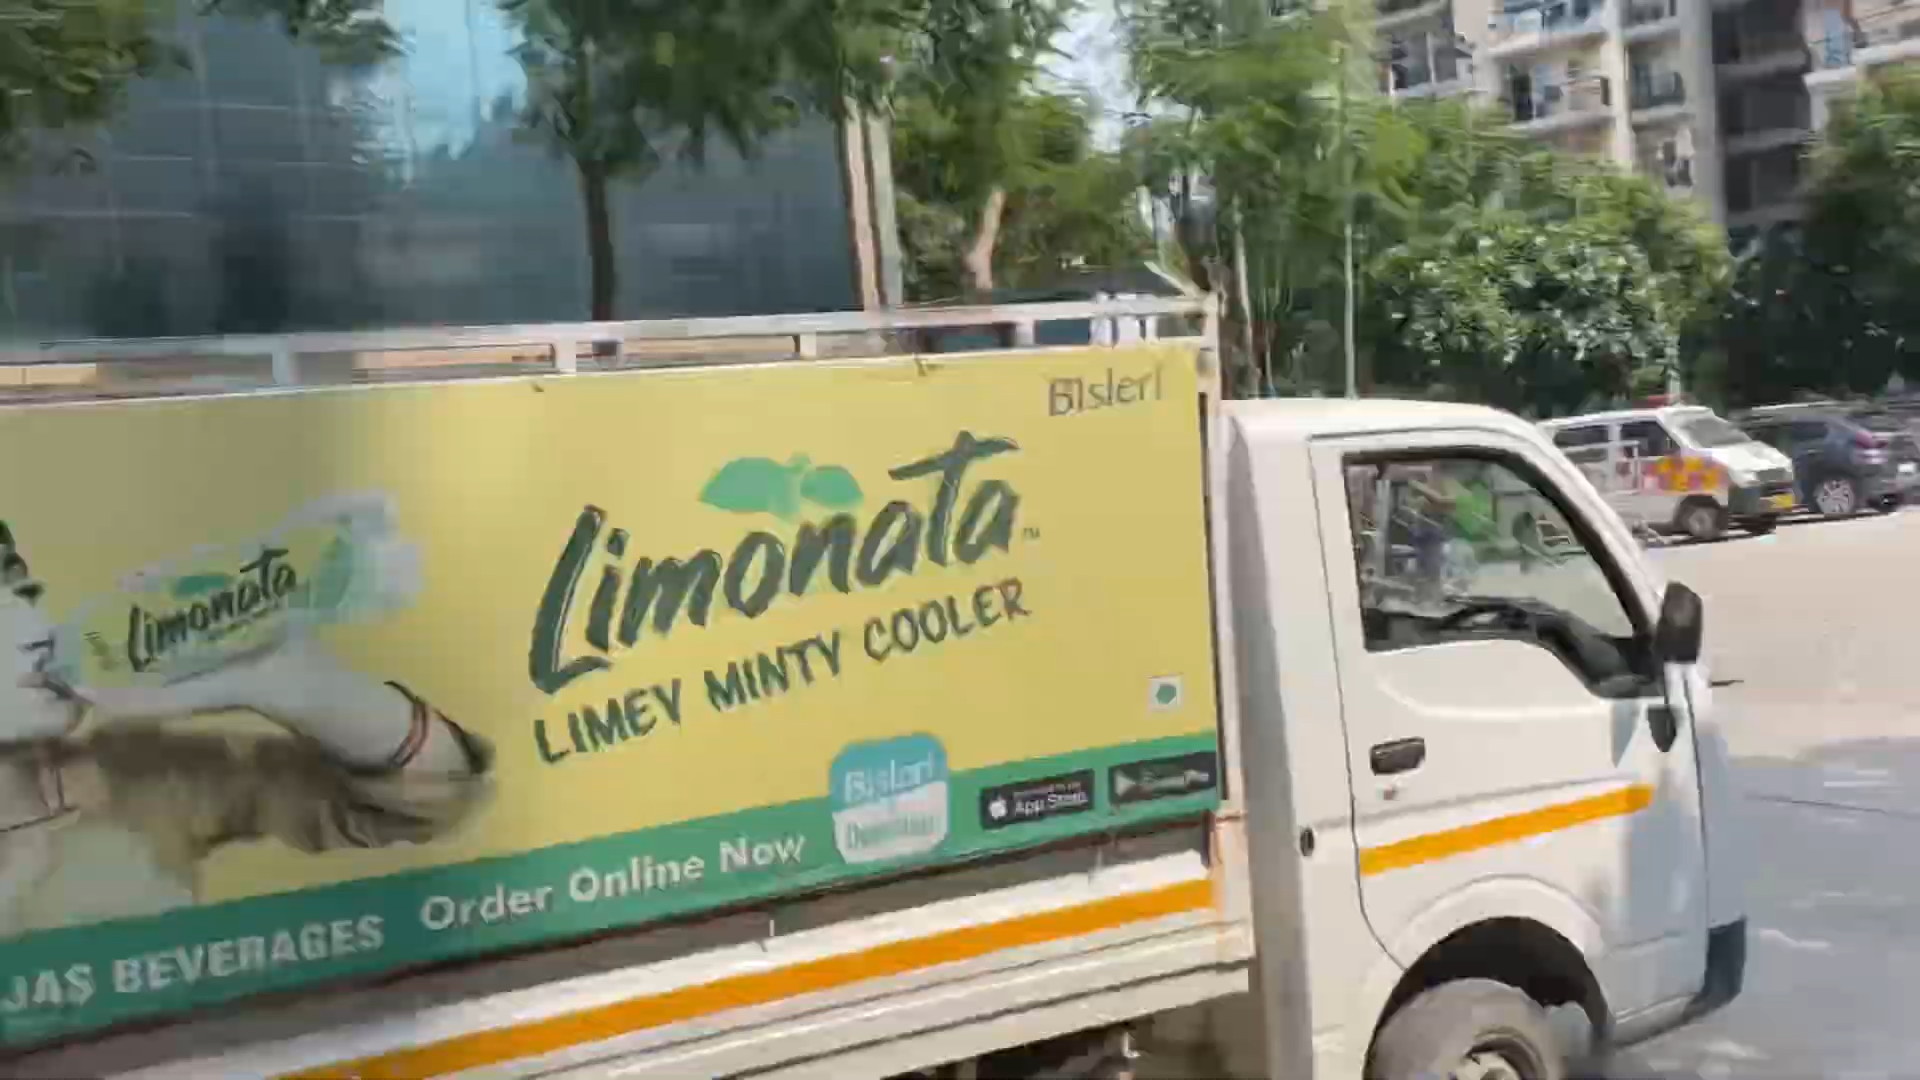 Bisleri
Limonata
LIMEY MINTY COOLER
Limonata
Bisleri
App Store
JAS BEVERAGES Order Online Now